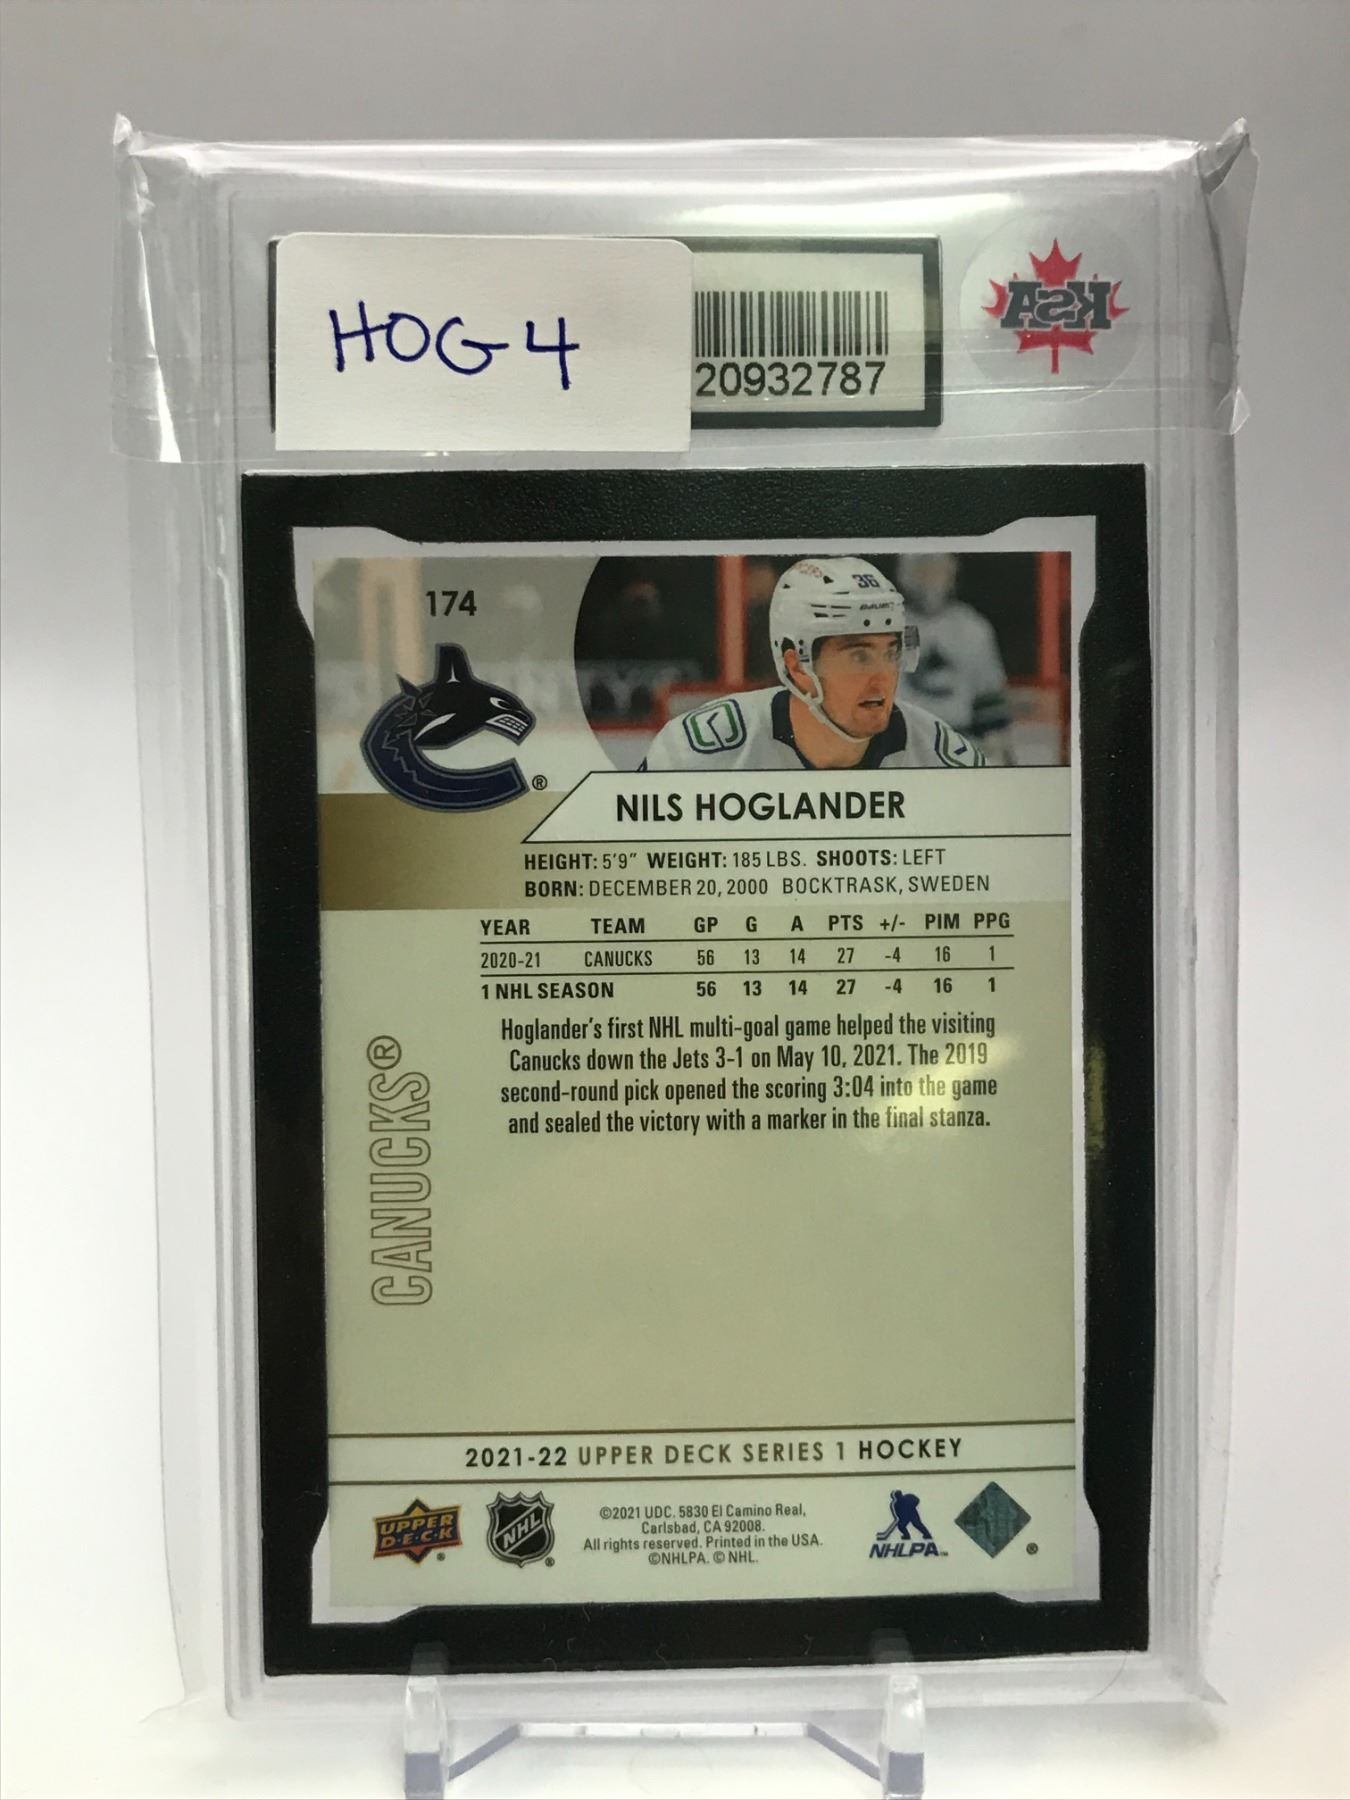 HOG 4
20932787
KSA
174
36
BAUER
NILS HOGLANDER
HEIGHT: 5'9" WEIGHT: 185 LBS. SHOOTS: LEFT
BORN: DECEMBER 20, 2000 BOCKTRASK, SWEDEN
YEAR TEAM GP G A PTS +/- PIM PPG
2020-21 CANUCKS 56 13 14 27 -4 16 1
1 NHL SEASON 56 13 14 27 -4 16 1
Hoglander's first NHL multi-goal game helped the visiting
Canucks down the Jets 3-1 on May 10, 2021. The 2019
second-round pick opened the scoring 3:04 into the game
and sealed the victory with a marker in the final stanza.
CANUCKS®
2021-22 UPPER DECK SERIES 1 HOCKEY
UPPER
D·E·C·K
NHL
©2021 UDC. 5830 El Camino Real,
Carlsbad, CA 92008.
All rights reserved. Printed in the USA.
©NHLPA. © NHL.
NHLPA™
®